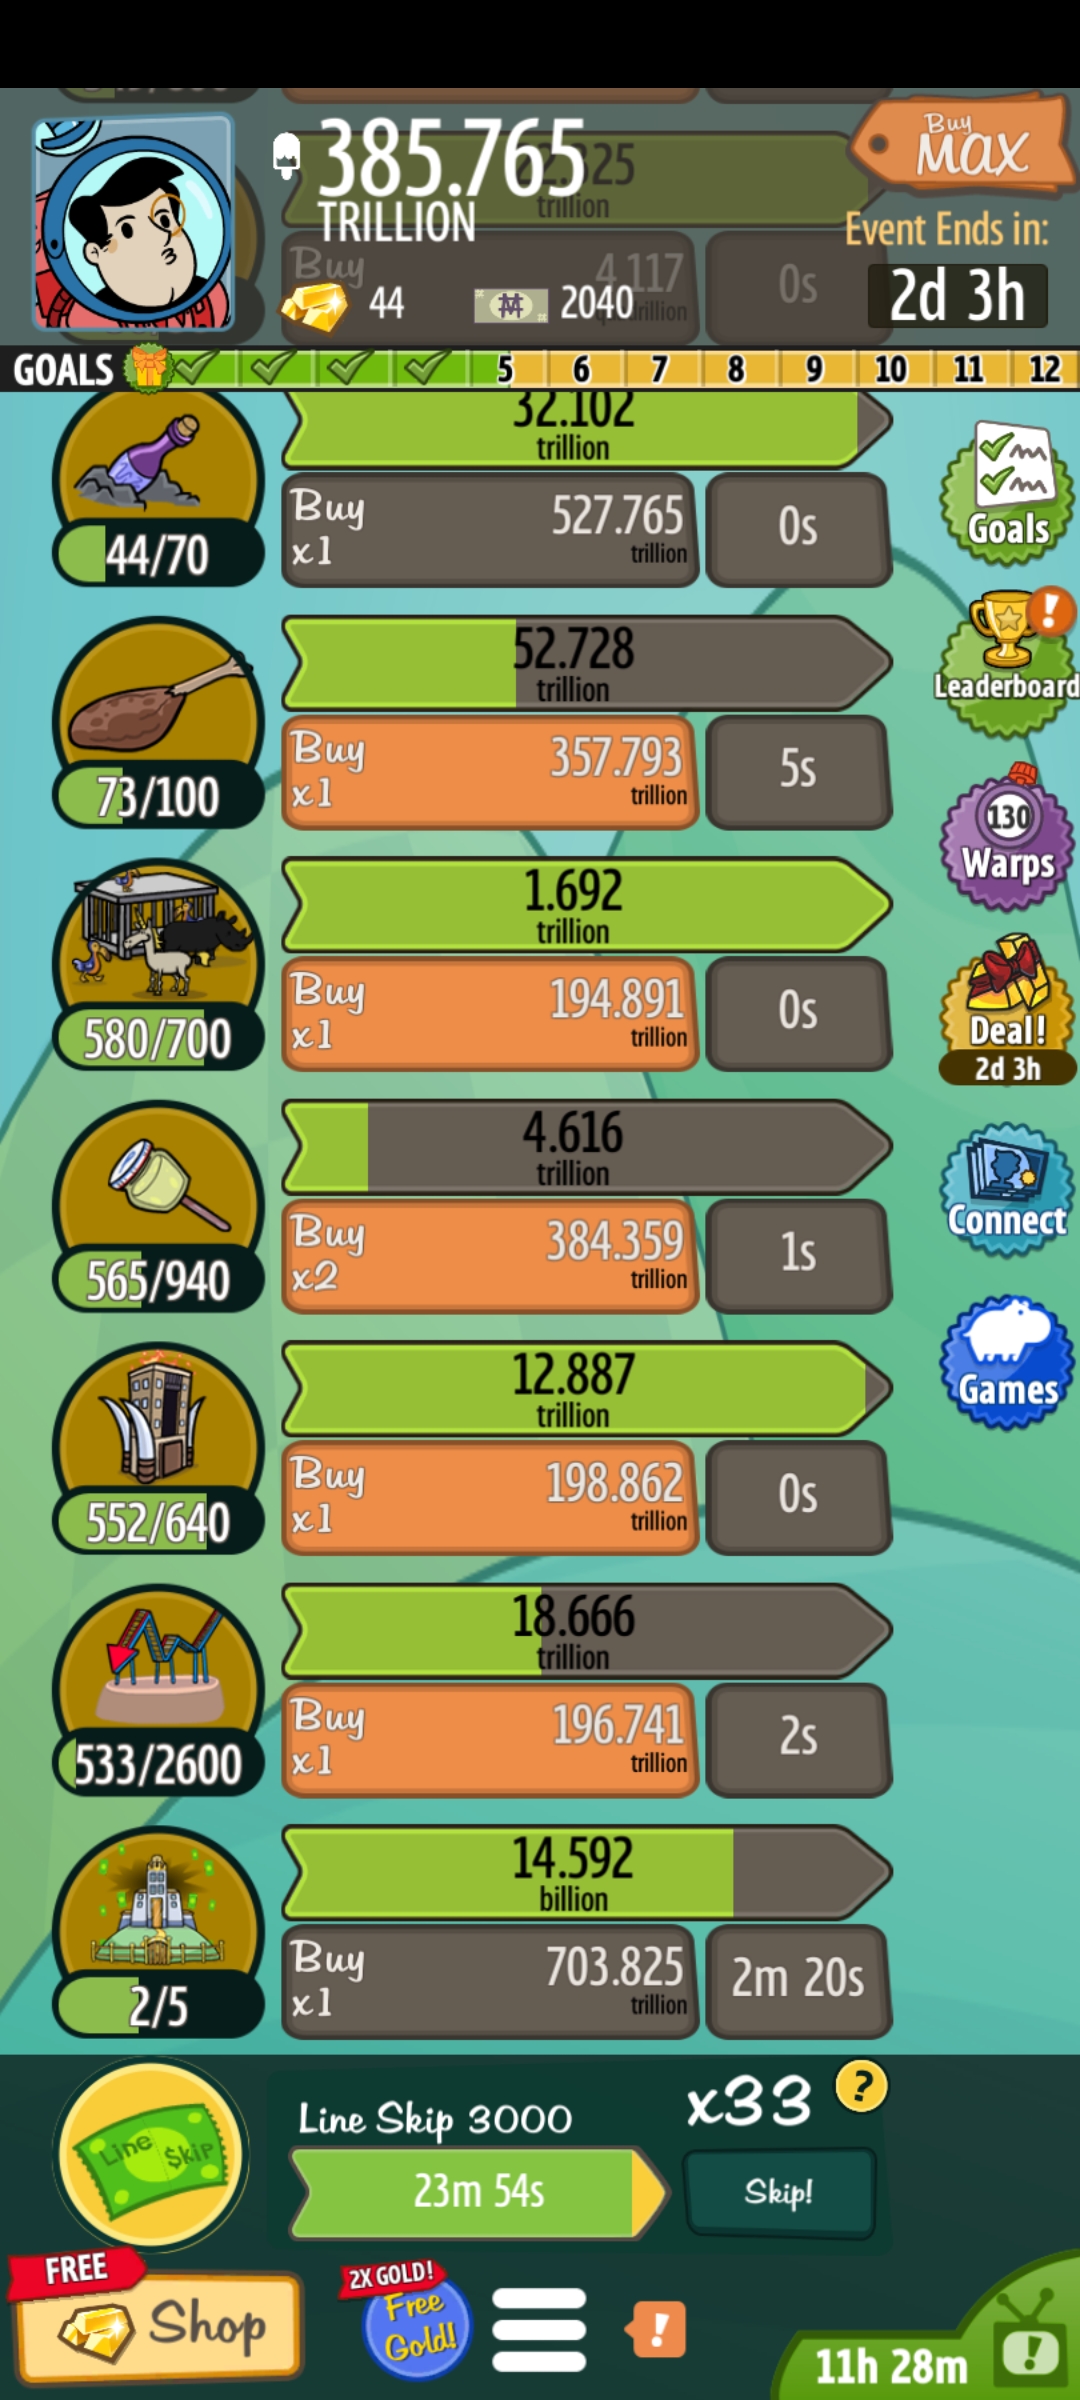 385.765
TRILLION
Buy
MAX
22.325
trillion
Event Ends in:
2d 3h
Buy
4.117
44
2040
0s
GOALS
5 6 7 8 9 10 11 12
32.102
trillion
Buy
x1
527.765
trillion
0s
44/70
Goals
52.728
trillion
Buy
x1
357.793
trillion
5s
73/100
Leaderboard
1.692
trillion
Buy
x1
194.891
trillion
0s
580/700
130
Warps
Deal!
2d 3h
4.616
trillion
Buy
x2
384.359
trillion
1s
565/940
Connect
12.887
trillion
Buy
x1
198.862
trillion
0s
552/640
Games
18.666
trillion
Buy
x1
196.741
trillion
2s
533/2600
14.592
billion
Buy
x1
703.825
trillion
2m 20s
2/5
Line $kip
Line Skip 3000
x33
?
23m 54s
Skip!
FREE
Shop
2X GOLD!
Free
Gold!
!
11h 28m
!